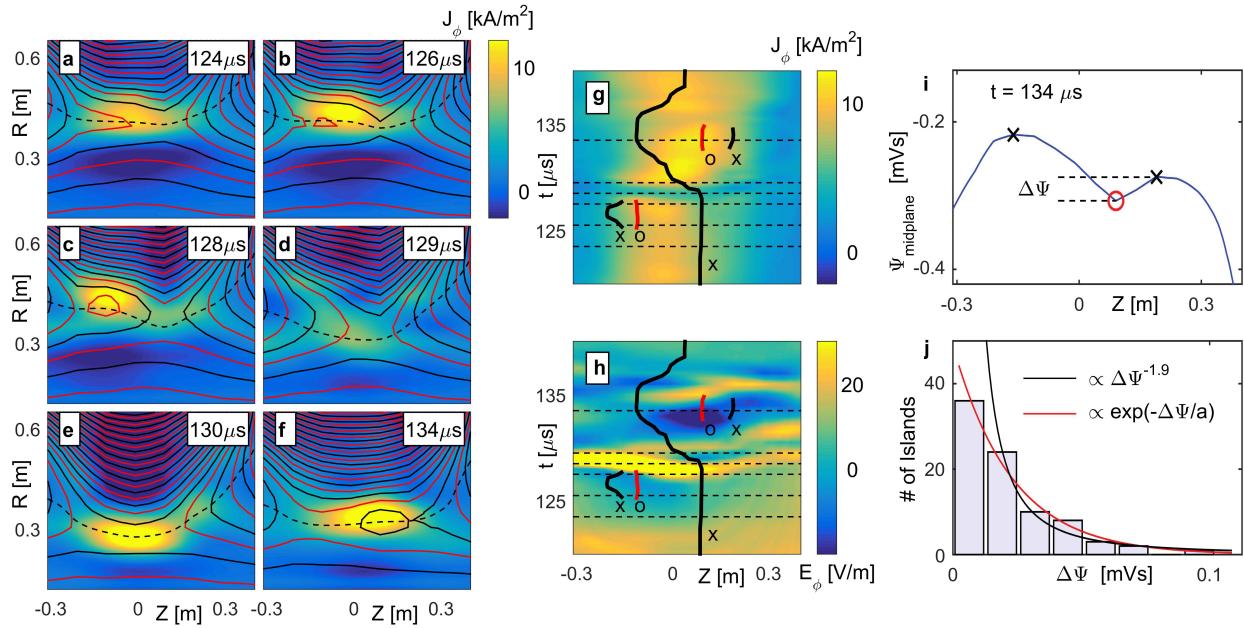 J_ϕ [kA/m²]
a
124μs
b
126μs
10
0
R [m]
0.6
0.3
c
128μs
d
129μs
R [m]
0.6
0.3
e
130μs
f
134μs
R [m]
0.6
0.3
-0.3
0
Z [m]
0.3
-0.3
0
Z [m]
0.3
J_ϕ [kA/m²]
g
t [μs]
135
125
o
x
x
o
x
10
0
h
t [μs]
135
125
o
x
x
o
x
20
0
-0.3
0
Z [m]
0.3
E_ϕ [V/m]
i
t = 134 μs
Ψ_midplane [mVs]
-0.2
-0.4
ΔΨ
-0.3
0
Z [m]
0.3
j
∝ ΔΨ^-1.9
∝ exp(-ΔΨ/a)
# of Islands
40
20
0
0
ΔΨ [mVs]
0.1